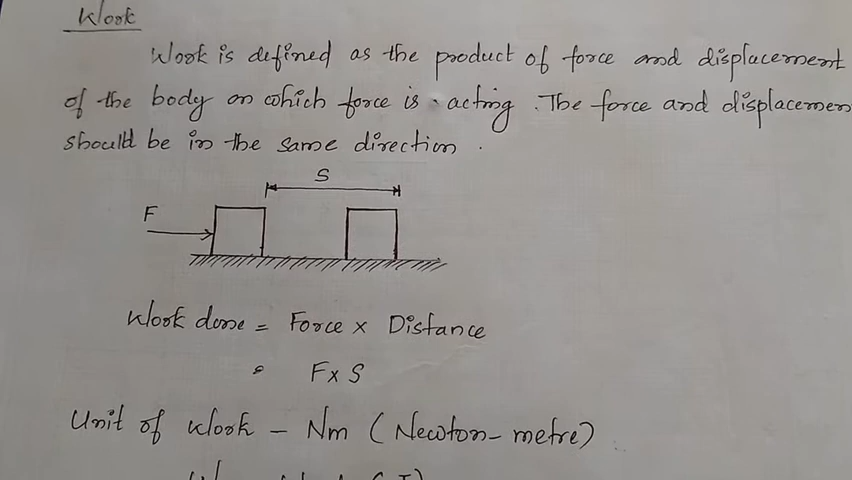 Work
Work is defined as the product of force and displacement
of the body on which force is acting. The force and displacemen
should be in the same direction.
S
F
Work done = Force × Distance
= F × S
Unit of Work - Nm (Newton-metre)